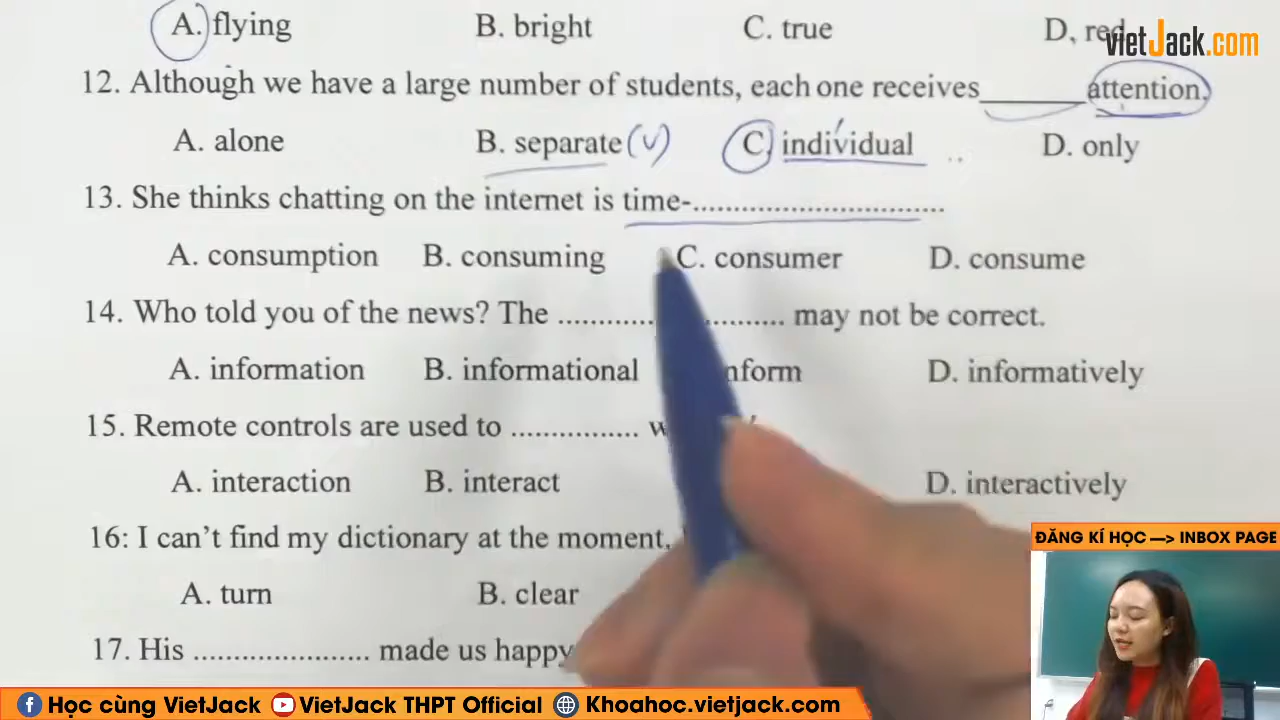 A. flying B. bright C. true D, red
vietJack.com
12. Although we have a large number of students, each one receives______ attention.
A. alone B. separate (v) C. individual D. only
13. She thinks chatting on the internet is time-...............................
A. consumption B. consuming C. consumer D. consume
14. Who told you of the news? The ............ .......... may not be correct.
A. information B. informational D. informatively
15. Remote controls are used to ................
A. interaction B. interact D. interactively
16: I can't find my dictionary at the moment.
A. turn B. clear
17. His ...................... made us happy
ĐĂNG KÍ HỌC —> INBOX PAGE
Học cùng VietJack VietJack THPT Official Khoahoc.vietjack.com